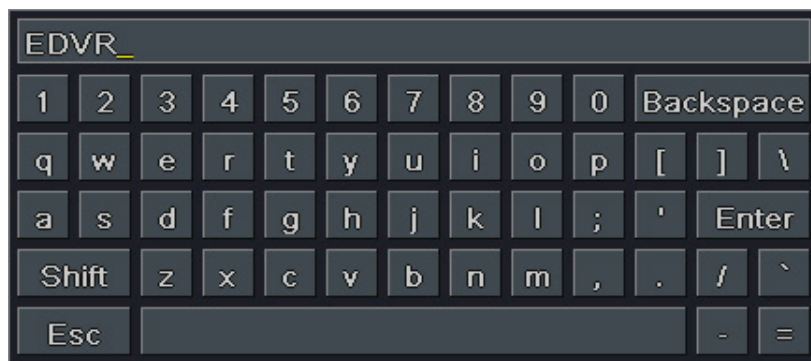 EDVR_
1 2 3 4 5 6 7 8 9 0 Backspace
q w e r t y u i o p [ ] \
a s d f g h j k l ; ' Enter
Shift z x c v b n m , . / `
Esc - =